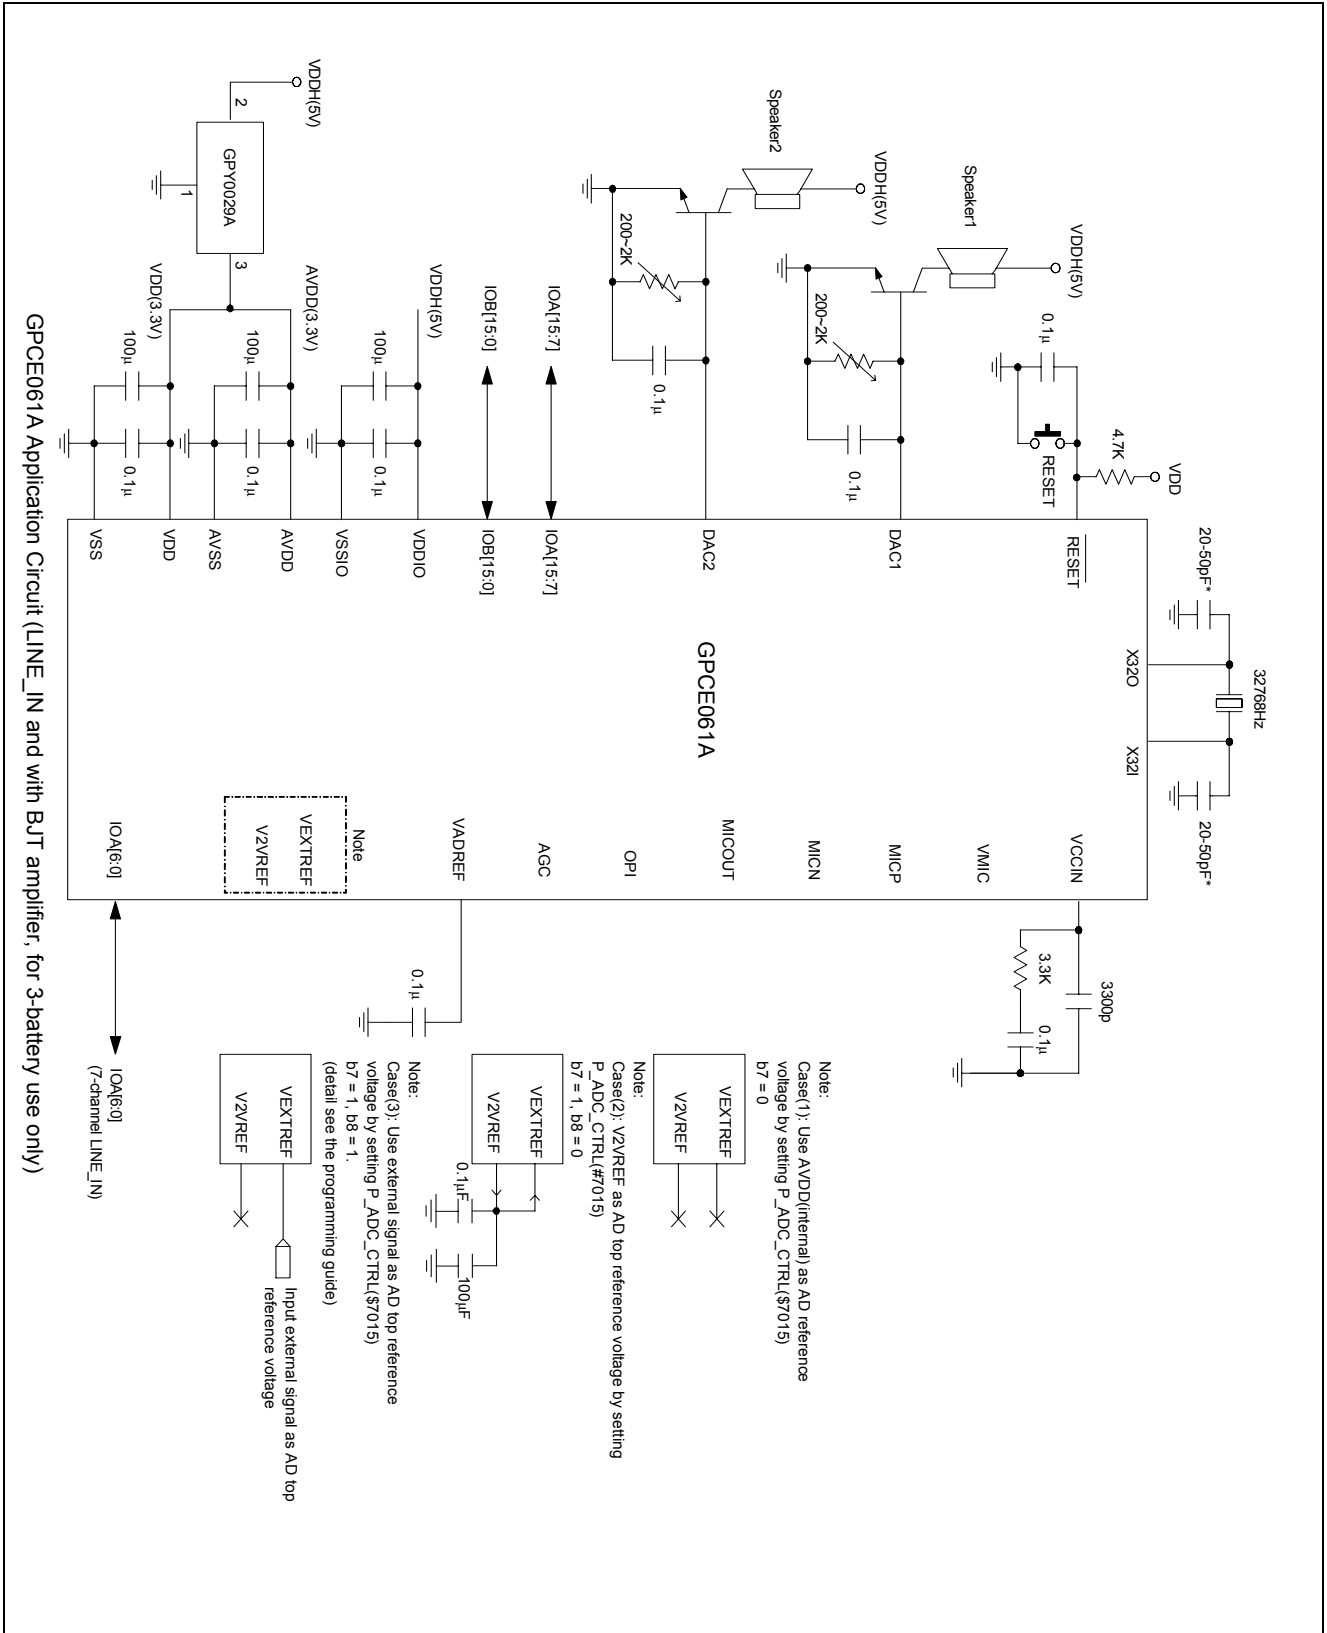 VDD
4.7K
0.1μ
RESET
VDDH(5V)
Speaker1
200~2K
0.1μ
VDDH(5V)
Speaker2
200~2K
0.1μ
IOA[15:7]
IOB[15:0]
VDDH(5V)
100μ
0.1μ
AVDD(3.3V)
100μ
0.1μ
VDD(3.3V)
100μ
0.1μ
VDDH(5V)
2
GPY0029A
1
3
20-50pF*
32768Hz
20-50pF*
X32O
X32I
RESET
DAC1
DAC2
IOA[15:7]
IOB[15:0]
VDDIO
VSSIO
AVDD
AVSS
VDD
VSS
GPCE061A
VCCIN
VMIC
MICP
MICN
MICOUT
OPI
AGC
VADREF
Note
VEXTREF
V2VREF
IOA[6:0]
3300p
3.3K
0.1μ
0.1μ
IOA[6:0]
(7-channel LINE_IN)
Note:
Case(1): Use AVDD(internal) as AD reference
voltage by setting P_ADC_CTRL($7015)
b7 = 0
VEXTREF
V2VREF
Note:
Case(2): V2VREF as AD top reference voltage by setting
P_ADC_CTRL(#7015)
b7 = 1, b8 = 0
VEXTREF
V2VREF
0.1μF
100μF
Note:
Case(3): Use external signal as AD top reference
voltage by setting P_ADC_CTRL($7015)
b7 = 1, b8 = 1.
(detail see the programming guide)
VEXTREF
V2VREF
Input external signal as AD top
reference voltage
GPCE061A Application Circuit (LINE_IN and with BJT amplifier, for 3-battery use only)